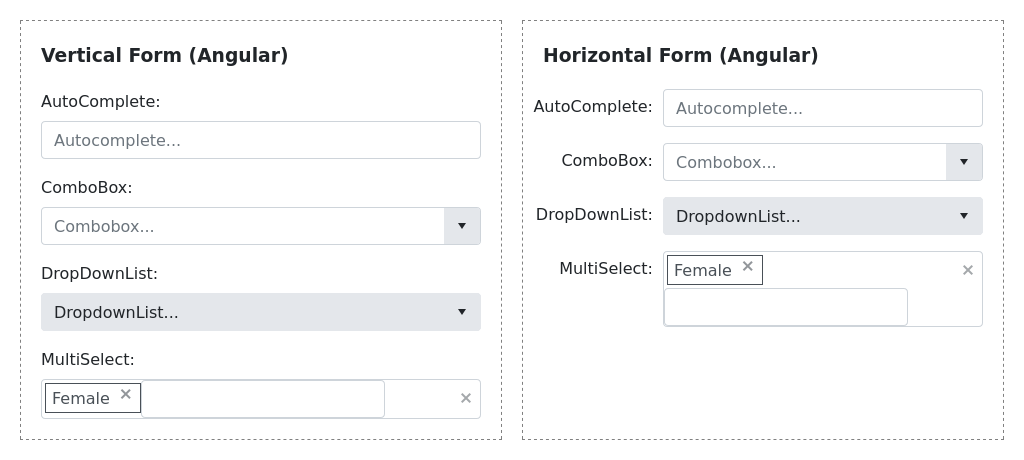 Vertical Form (Angular)
AutoComplete:
Autocomplete...
ComboBox:
Combobox...
DropDownList:
DropdownList...
MultiSelect:
Female
Horizontal Form (Angular)
AutoComplete: Autocomplete...
ComboBox: Combobox...
DropDownList: DropdownList...
MultiSelect: Female